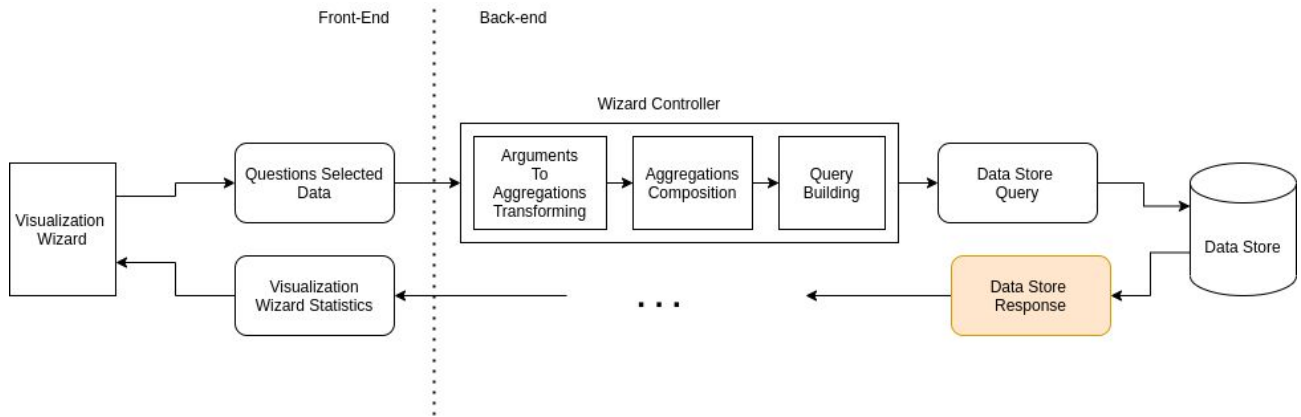 Front-End
Back-end
Wizard Controller
Visualization
Wizard
Questions Selected
Data
Arguments
To
Aggregations
Transforming
Aggregations
Composition
Query
Building
Data Store
Query
Data Store
Visualization
Wizard Statistics
...
Data Store
Response